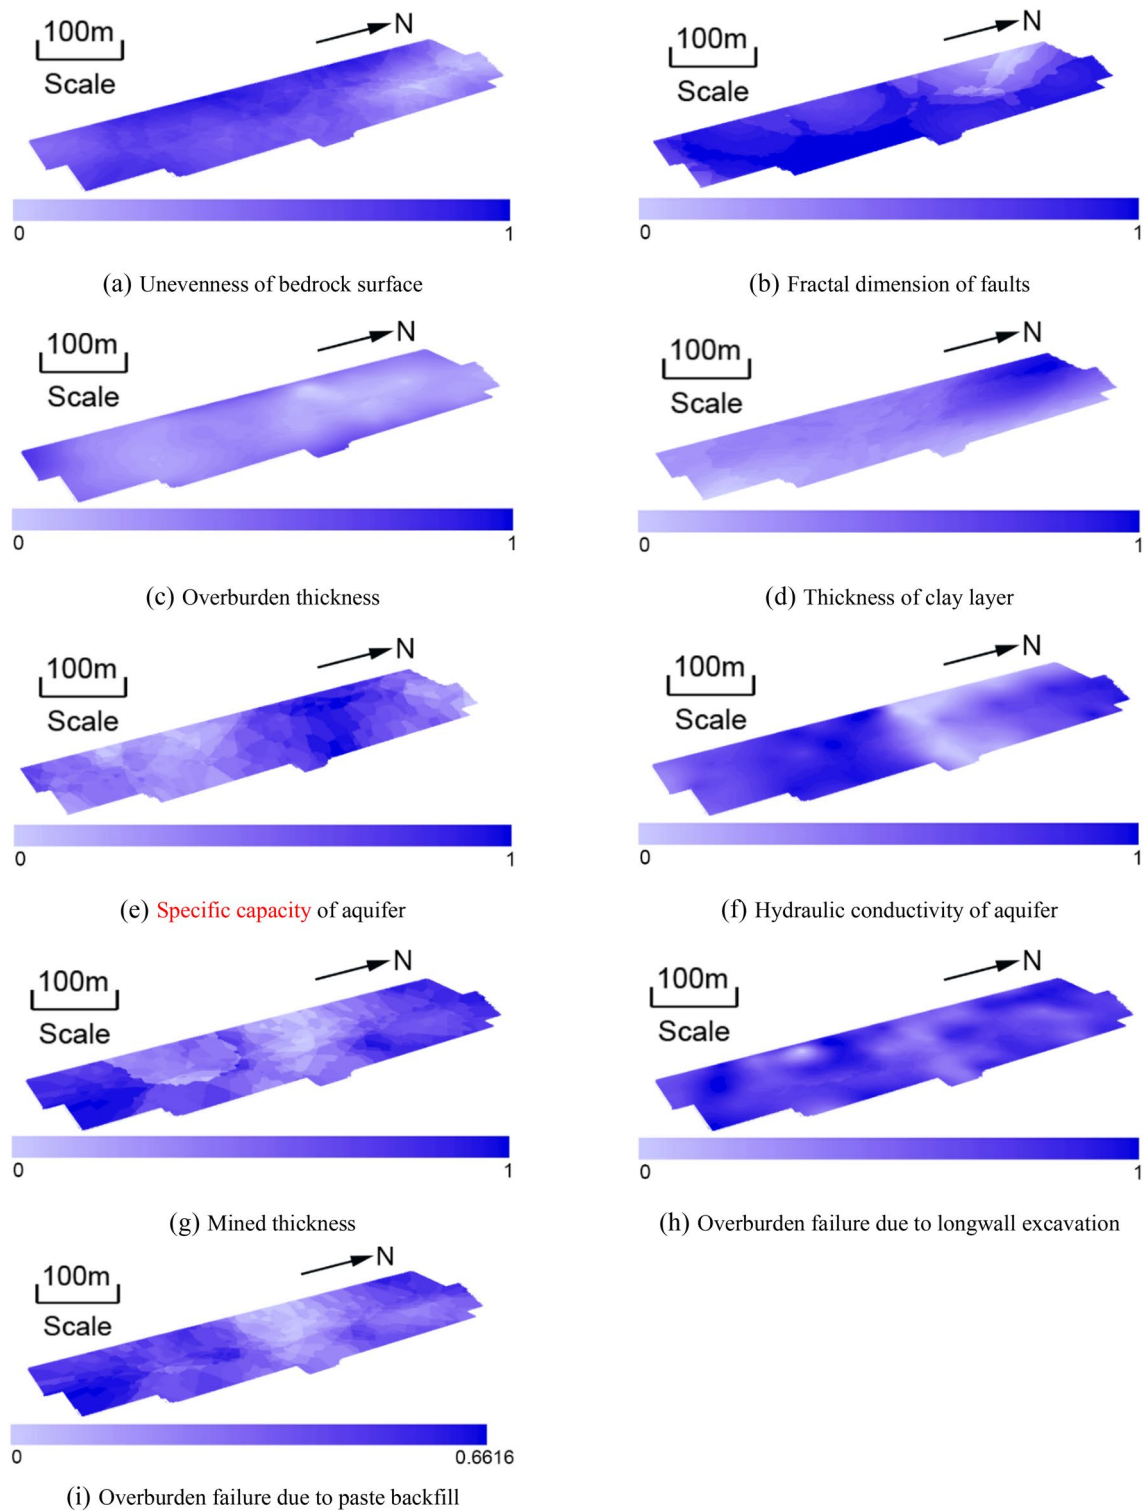 100m
Scale
N
0 1
(a) Unevenness of bedrock surface
100m
Scale
N
0 1
(b) Fractal dimension of faults
100m
Scale
N
0 1
(c) Overburden thickness
100m
Scale
N
0 1
(d) Thickness of clay layer
100m
Scale
N
0 1
(e) Specific capacity of aquifer
100m
Scale
N
0 1
(f) Hydraulic conductivity of aquifer
100m
Scale
N
0 1
(g) Mined thickness
100m
Scale
N
0 1
(h) Overburden failure due to longwall excavation
100m
Scale
N
0 0.6616
(i) Overburden failure due to paste backfill